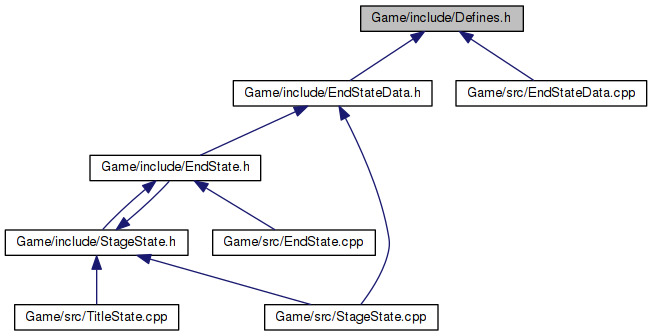 Game/include/Defines.h
Game/include/EndStateData.h
Game/src/EndStateData.cpp
Game/include/EndState.h
Game/include/StageState.h
Game/src/EndState.cpp
Game/src/TitleState.cpp
Game/src/StageState.cpp